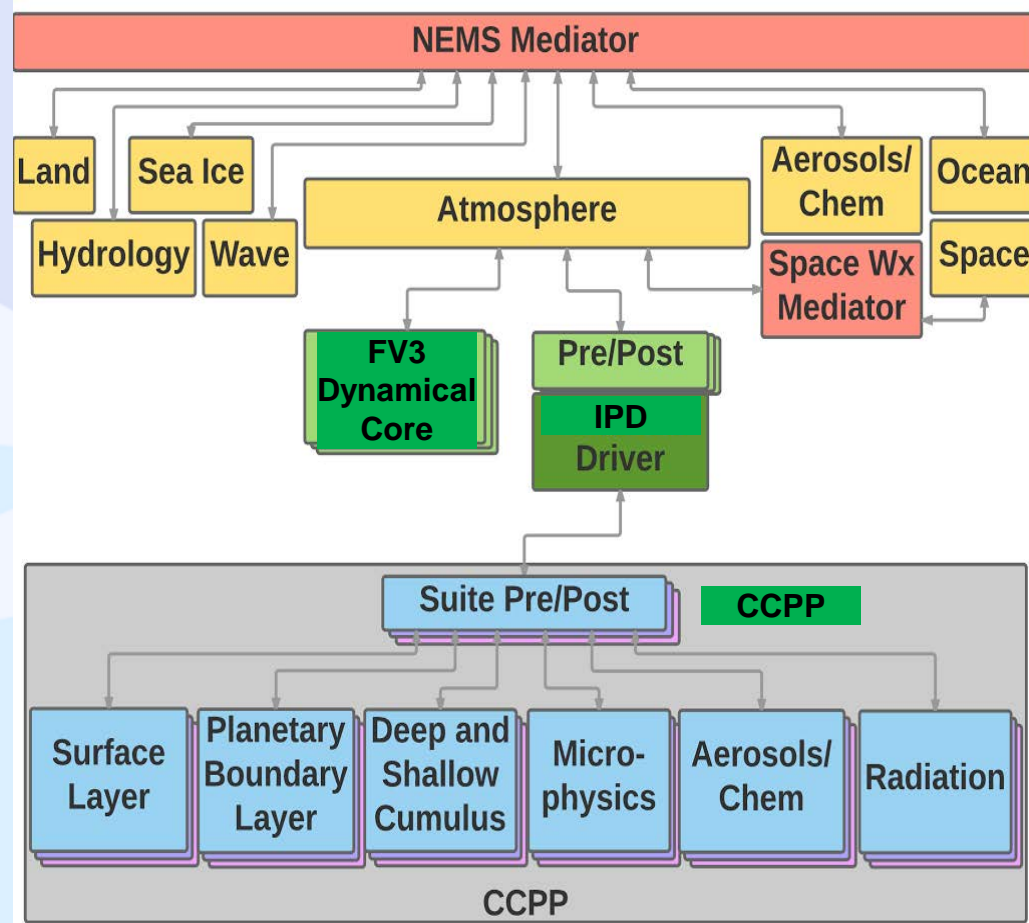 NEMS Mediator
Land
Sea Ice
Hydrology
Wave
Atmosphere
Aerosols/
Chem
Ocean
Space Wx
Mediator
Space
FV3
Dynamical
Core
Pre/Post
IPD
Driver
Suite Pre/Post
CCPP
Surface
Layer
Planetary
Boundary
Layer
Deep and
Shallow
Cumulus
Micro-
physics
Aerosols/
Chem
Radiation
CCPP